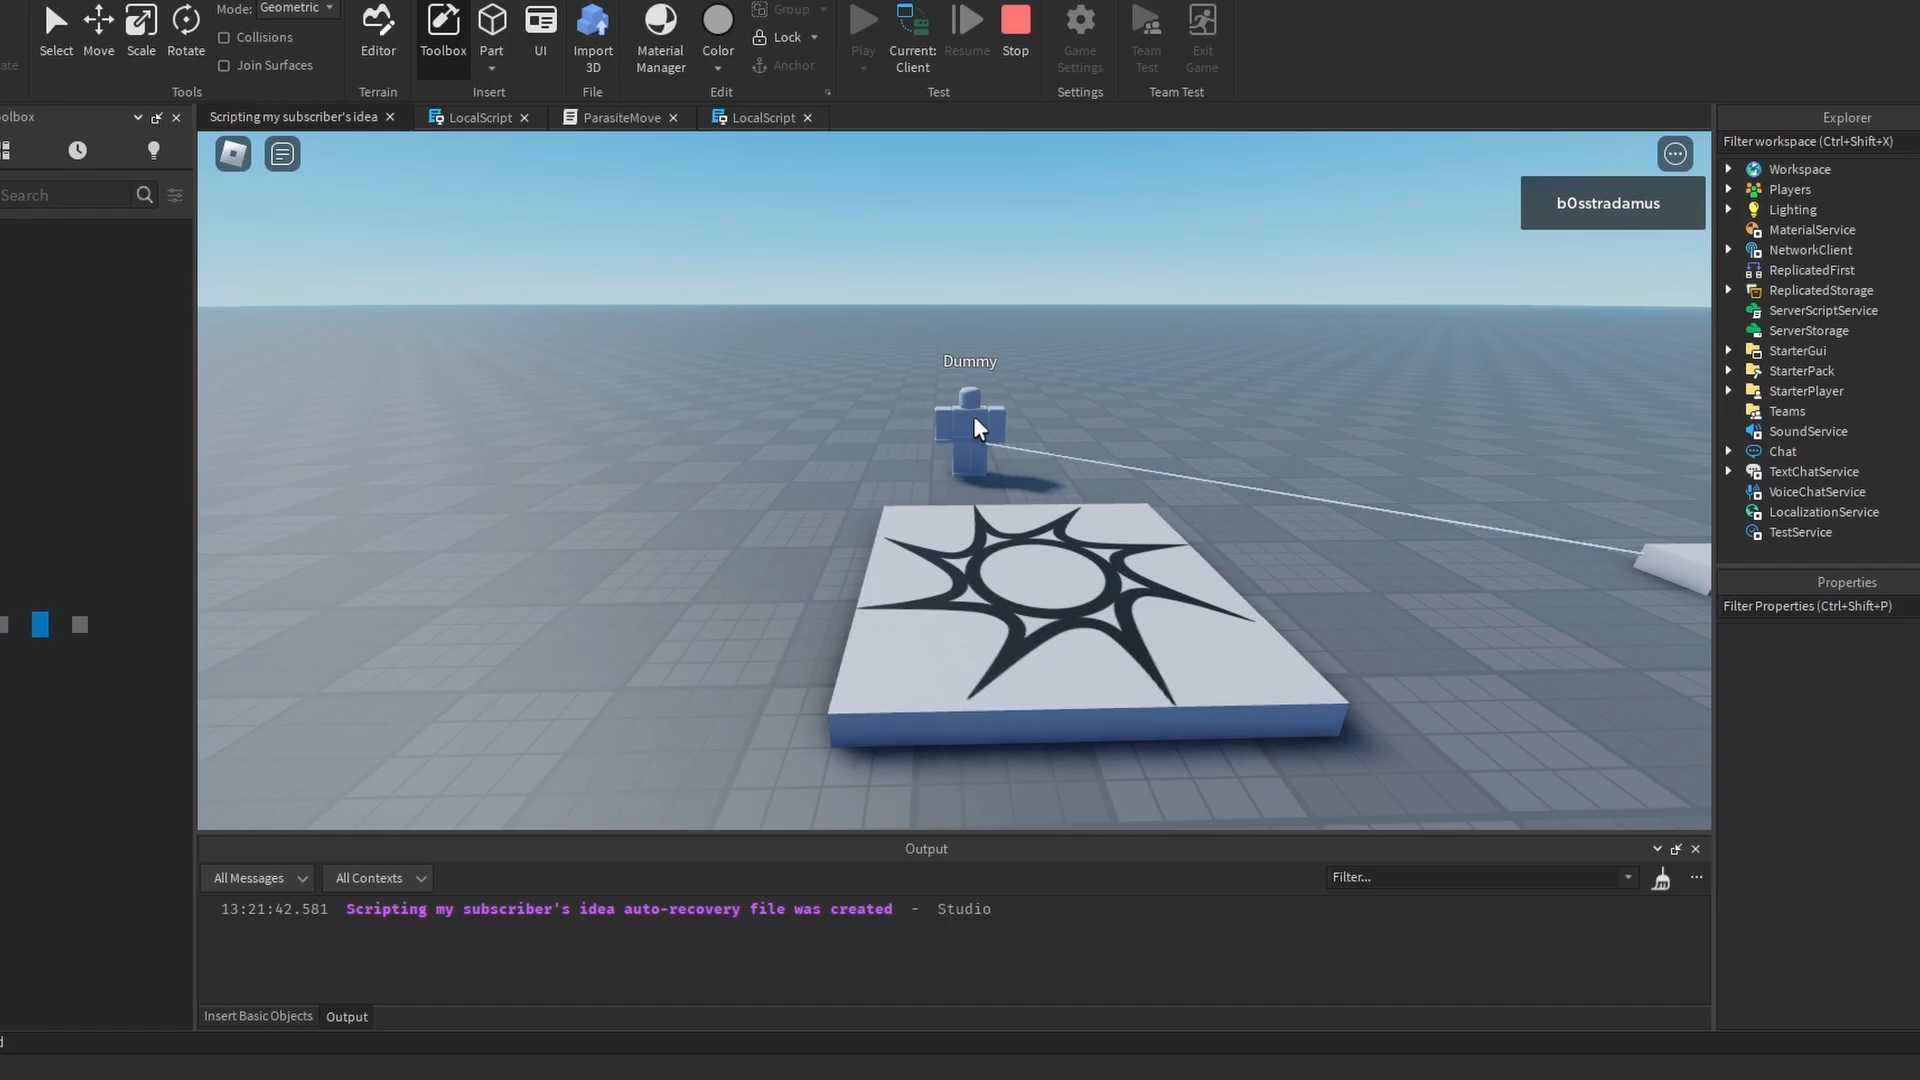 Mode: Geometric
Group
Select Move Scale Rotate
Collisions
Join Surfaces
Tools
Editor
Terrain
Toolbox Part UI
Insert
Import
3D
File
Material
Manager
Color
Lock
Anchor
Edit
Play
Current:
Client
Resume
Stop
Test
Game
Settings
Settings
Team
Test
Exit
Game
Team Test
ate
oolbox
Search
Scripting my subscriber's idea
LocalScript
ParasiteMove
LocalScript
b0sstradamus
Dummy
Explorer
Filter workspace (Ctrl+Shift+X)
Workspace
Players
Lighting
MaterialService
NetworkClient
ReplicatedFirst
ReplicatedStorage
ServerScriptService
ServerStorage
StarterGui
StarterPack
StarterPlayer
Teams
SoundService
Chat
TextChatService
VoiceChatService
LocalizationService
TestService
Properties
Filter Properties (Ctrl+Shift+P)
Output
All Messages
All Contexts
Filter...
13:21:42.581 Scripting my subscriber's idea auto-recovery file was created - Studio
Insert Basic Objects
Output
d